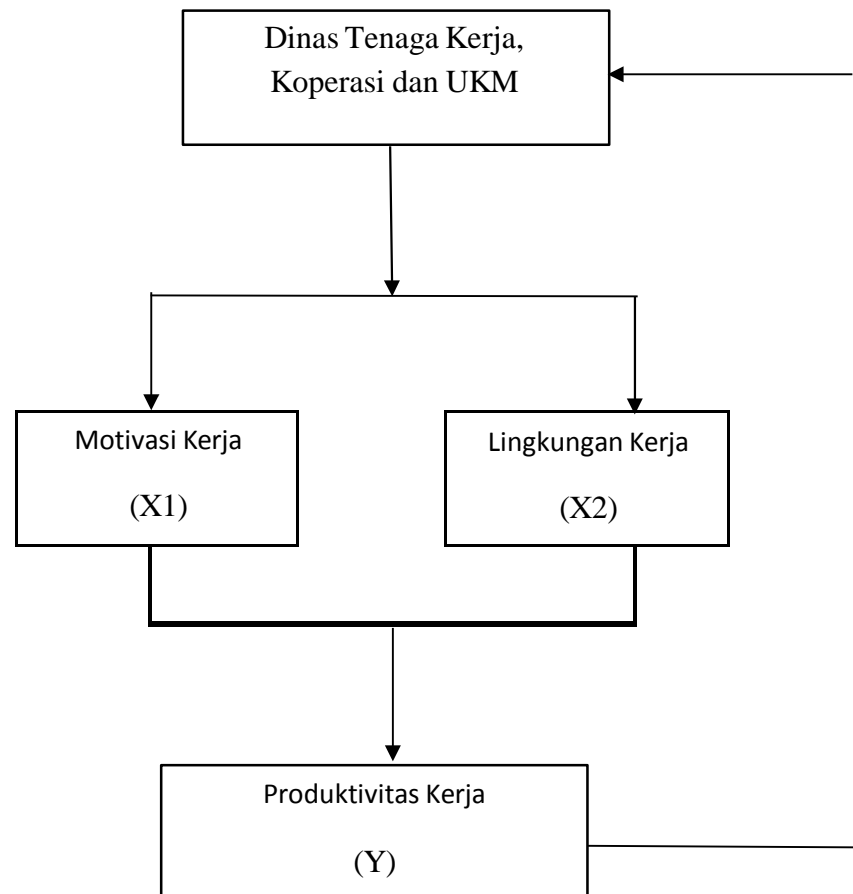 Dinas Tenaga Kerja,
Koperasi dan UKM
Motivasi Kerja
(X1)
Lingkungan Kerja
(X2)
Produktivitas Kerja
(Y)